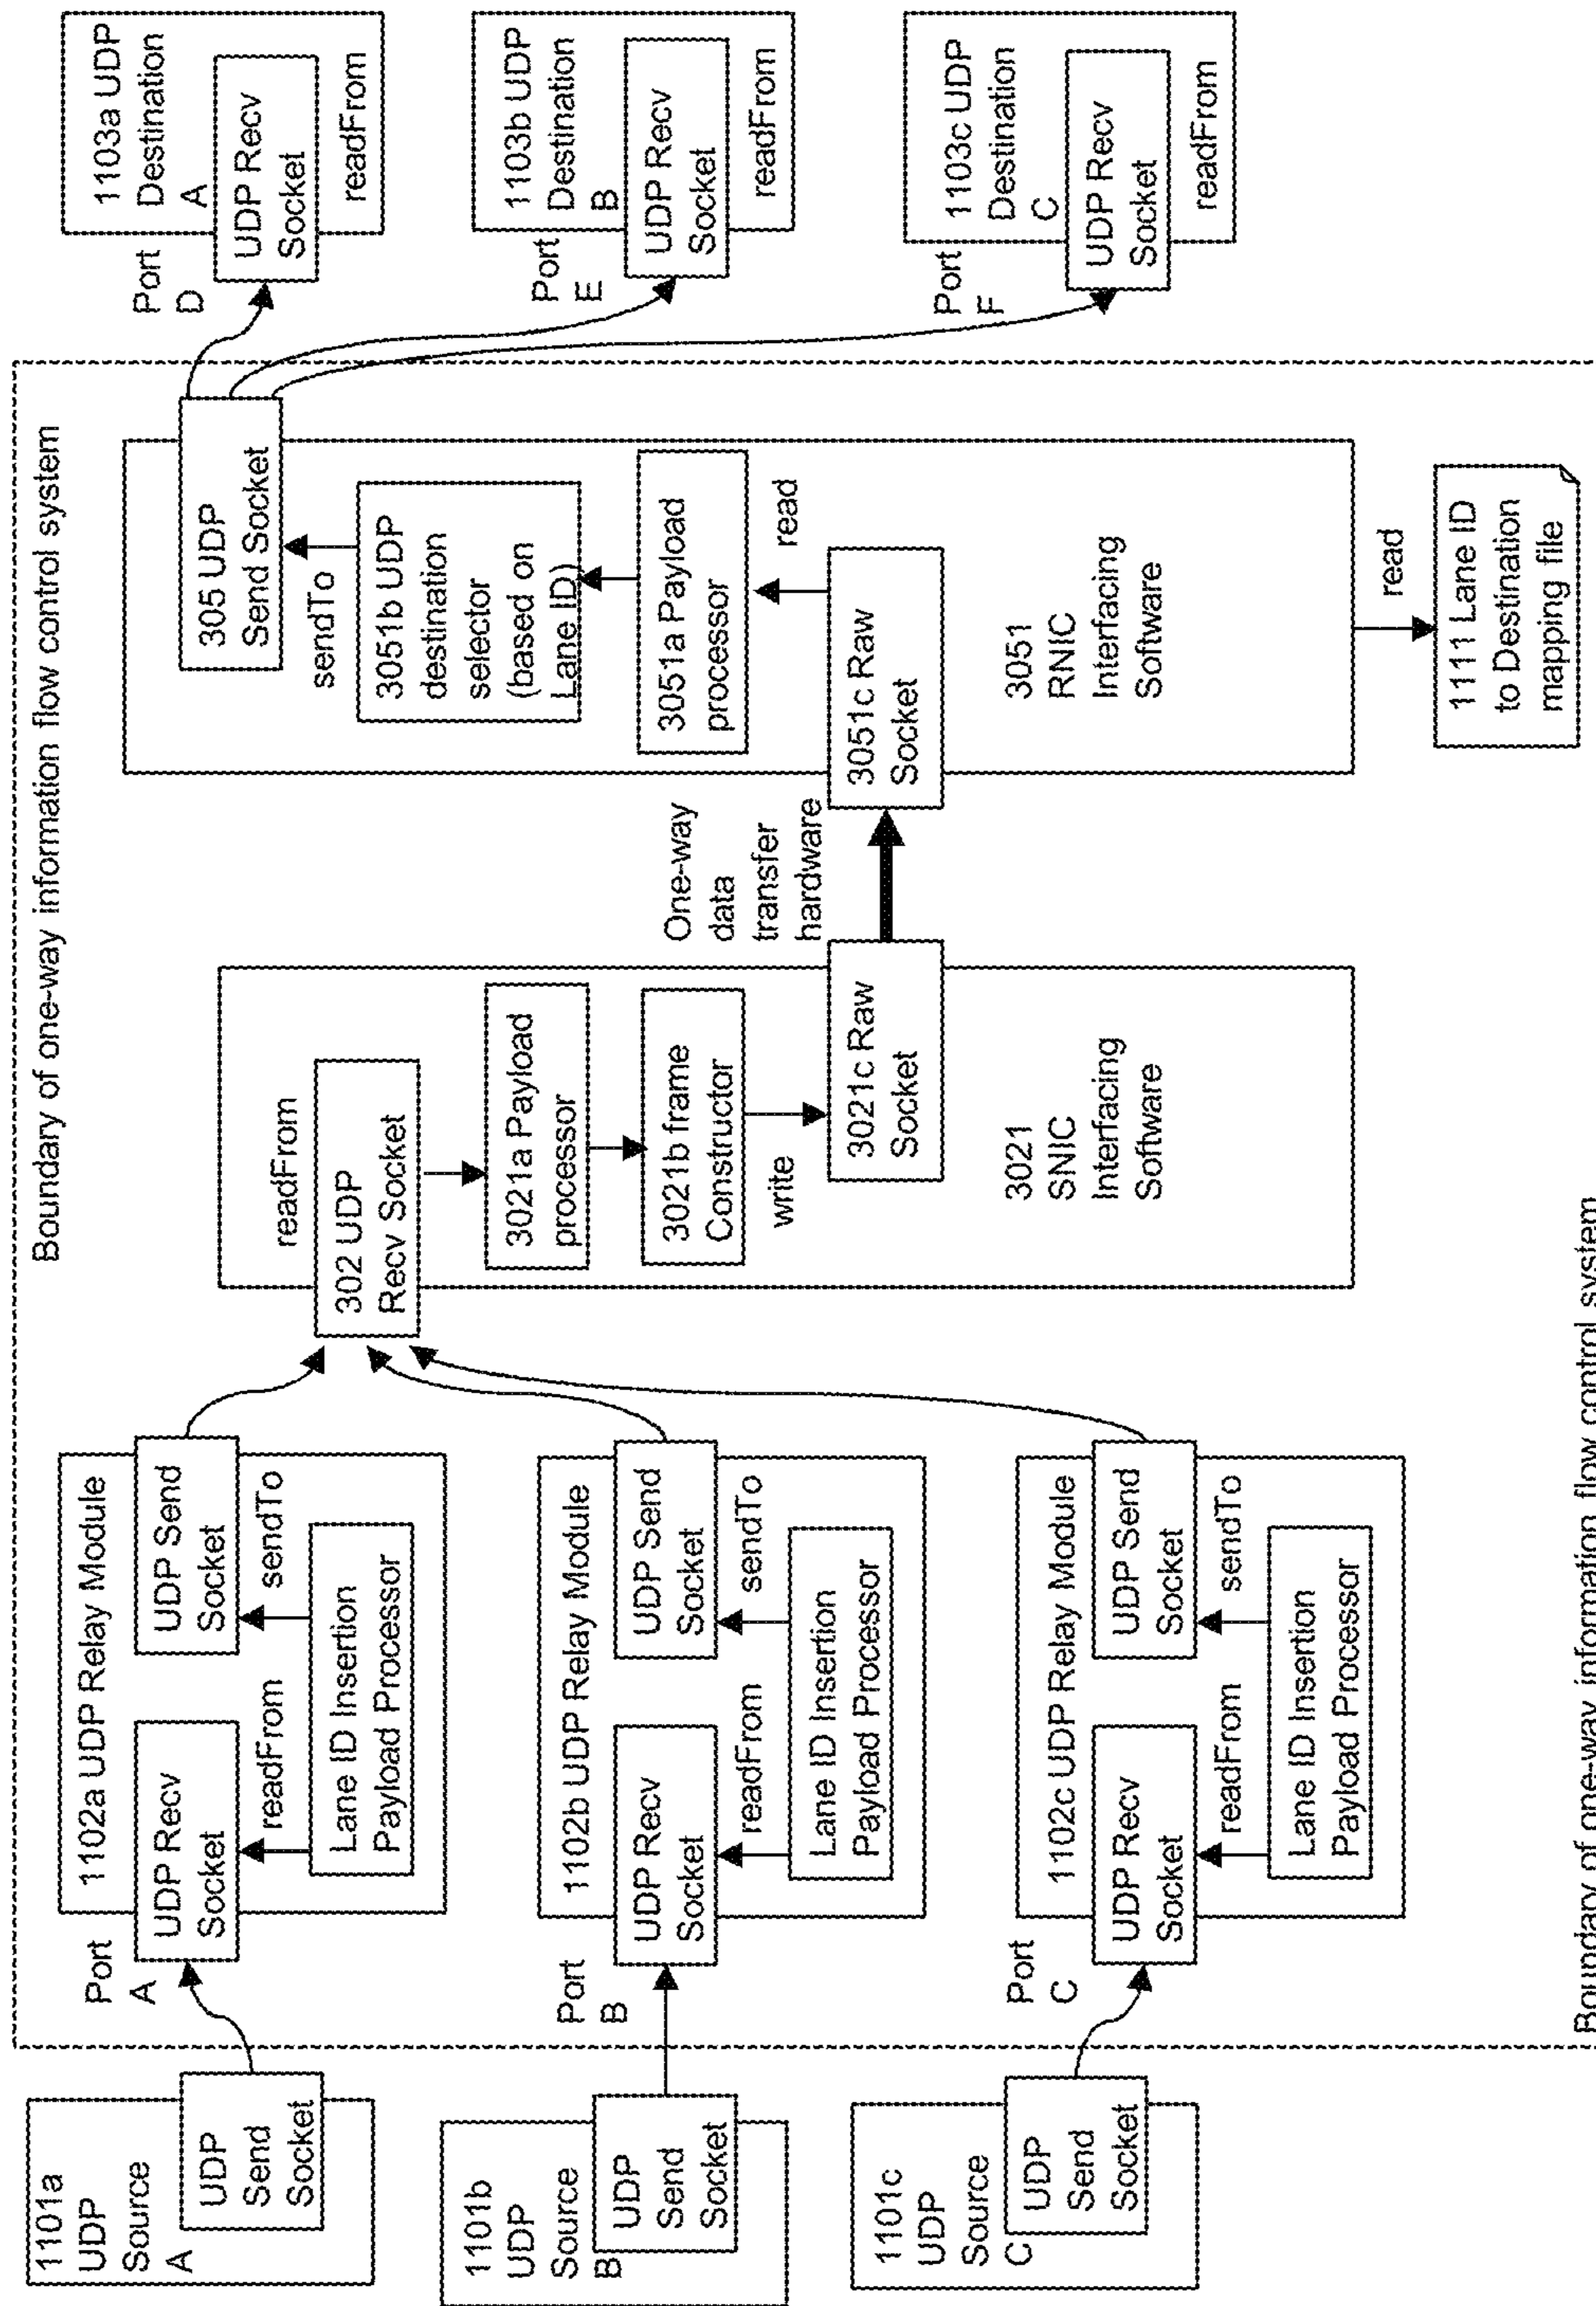 Boundary of one-way information flow control system
1101a
UDP
Source
A
UDP
Send
Socket
1101b
UDP
Source
B
UDP
Send
Socket
1101c
UDP
Source
C
UDP
Send
Socket
Port
A
1102a UDP Relay Module
UDP Recv
Socket
UDP Send
Socket
readFrom
sendTo
Lane ID Insertion
Payload Processor
Port
B
1102b UDP Relay Module
UDP Recv
Socket
UDP Send
Socket
readFrom
sendTo
Lane ID Insertion
Payload Processor
Port
C
1102c UDP Relay Module
UDP Recv
Socket
UDP Send
Socket
readFrom
sendTo
Lane ID Insertion
Payload Processor
readFrom
302 UDP
Recv Socket
3021a Payload
processor
3021b frame
Constructor
write
3021c Raw
Socket
3021
SNIC
Interfacing
Software
One-way
data
transfer
hardware
305 UDP
Send Socket
sendTo
3051b UDP
destination
selector
(based on
Lane ID)
3051a Payload
processor
read
3051c Raw
Socket
3051
RNIC
Interfacing
Software
read
1111 Lane ID
to Destination
mapping file
Port
D
1103a UDP
Destination
A
UDP Recv
Socket
readFrom
Port
E
1103b UDP
Destination
B
UDP Recv
Socket
readFrom
Port
F
1103c UDP
Destination
C
UDP Recv
Socket
readFrom
Boundary of one-way information flow control system